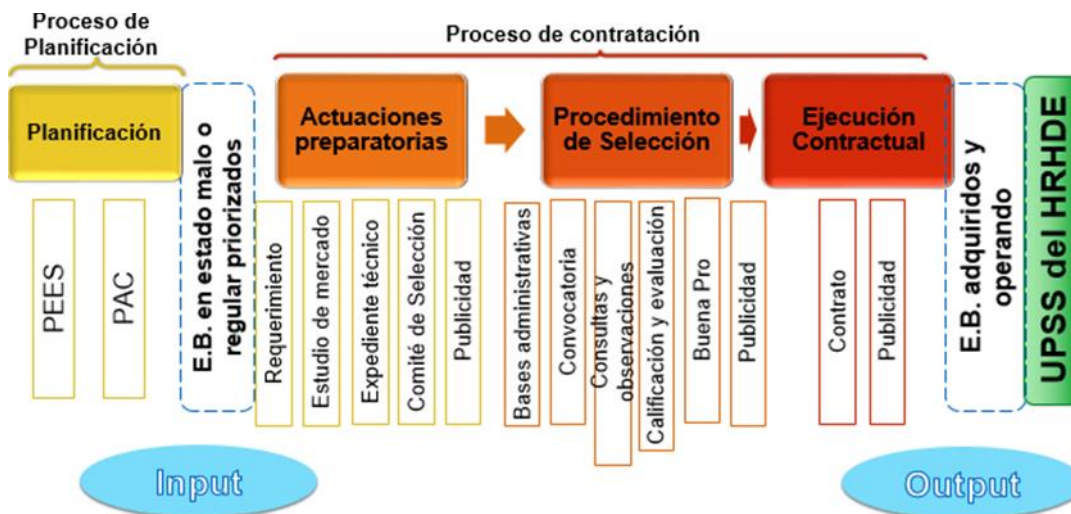 Proceso de
Planificación
Proceso de contratación
Planificación
E.B. en estado malo o
regular priorizados
Actuaciones
preparatorias
Procedimiento
de Selección
Ejecución
Contractual
E.B. adquiridos y
operando
UPSS del HRHDE
PEES
PAC
Requerimiento
Estudio de mercado
Expediente técnico
Comité de Selección
Publicidad
Bases administrativas
Convocatoria
Consultas y
observaciones
Calificación y evaluación
Buena Pro
Publicidad
Contrato
Publicidad
Input
Output